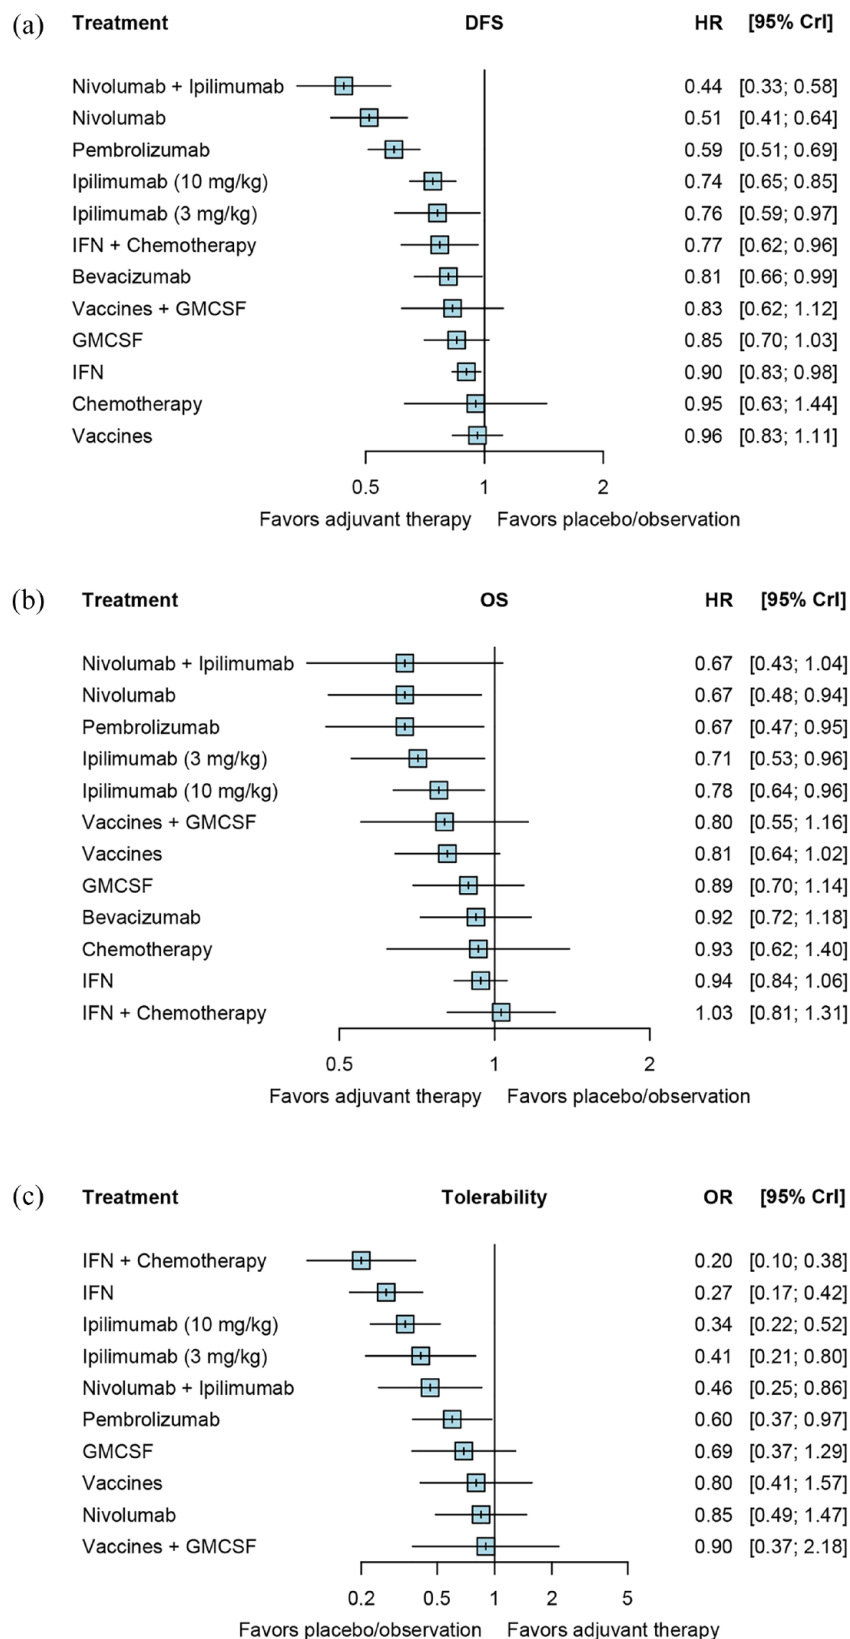 (a) Treatment DFS HR [95% CrI]
Nivolumab + Ipilimumab 0.44 [0.33; 0.58]
Nivolumab 0.51 [0.41; 0.64]
Pembrolizumab 0.59 [0.51; 0.69]
Ipilimumab (10 mg/kg) 0.74 [0.65; 0.85]
Ipilimumab (3 mg/kg) 0.76 [0.59; 0.97]
IFN + Chemotherapy 0.77 [0.62; 0.96]
Bevacizumab 0.81 [0.66; 0.99]
Vaccines + GMCSF 0.83 [0.62; 1.12]
GMCSF 0.85 [0.70; 1.03]
IFN 0.90 [0.83; 0.98]
Chemotherapy 0.95 [0.63; 1.44]
Vaccines 0.96 [0.83; 1.11]
0.5 1 2
Favors adjuvant therapy Favors placebo/observation
(b) Treatment OS HR [95% CrI]
Nivolumab + Ipilimumab 0.67 [0.43; 1.04]
Nivolumab 0.67 [0.48; 0.94]
Pembrolizumab 0.67 [0.47; 0.95]
Ipilimumab (3 mg/kg) 0.71 [0.53; 0.96]
Ipilimumab (10 mg/kg) 0.78 [0.64; 0.96]
Vaccines + GMCSF 0.80 [0.55; 1.16]
Vaccines 0.81 [0.64; 1.02]
GMCSF 0.89 [0.70; 1.14]
Bevacizumab 0.92 [0.72; 1.18]
Chemotherapy 0.93 [0.62; 1.40]
IFN 0.94 [0.84; 1.06]
IFN + Chemotherapy 1.03 [0.81; 1.31]
0.5 1 2
Favors adjuvant therapy Favors placebo/observation
(c) Treatment Tolerability OR [95% CrI]
IFN + Chemotherapy 0.20 [0.10; 0.38]
IFN 0.27 [0.17; 0.42]
Ipilimumab (10 mg/kg) 0.34 [0.22; 0.52]
Ipilimumab (3 mg/kg) 0.41 [0.21; 0.80]
Nivolumab + Ipilimumab 0.46 [0.25; 0.86]
Pembrolizumab 0.60 [0.37; 0.97]
GMCSF 0.69 [0.37; 1.29]
Vaccines 0.80 [0.41; 1.57]
Nivolumab 0.85 [0.49; 1.47]
Vaccines + GMCSF 0.90 [0.37; 2.18]
0.2 0.5 1 2 5
Favors placebo/observation Favors adjuvant therapy